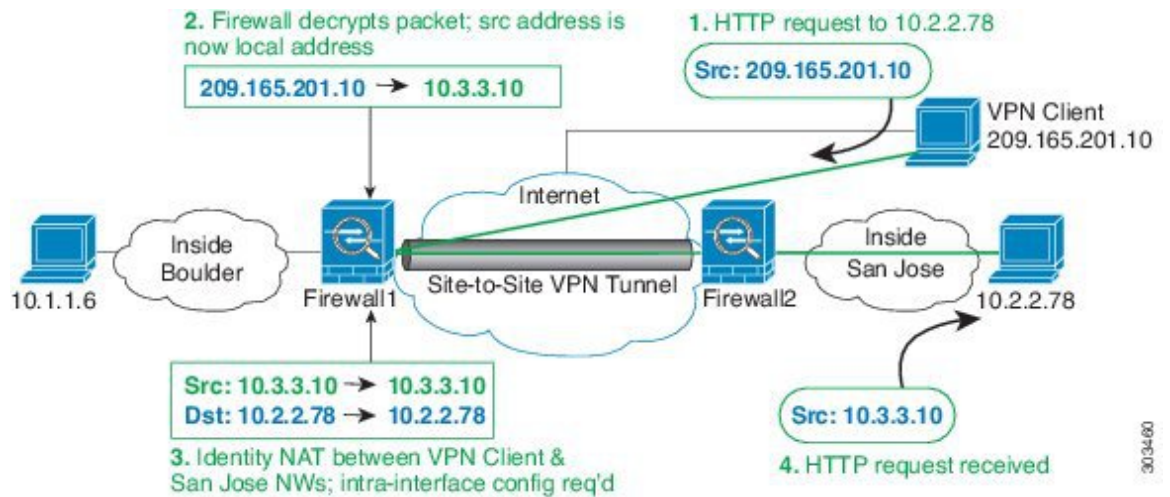 2. Firewall decrypts packet; src address is
now local address
209.165.201.10 → 10.3.3.10
1. HTTP request to 10.2.2.78
Src: 209.165.201.10
VPN Client
209.165.201.10
Internet
Inside
Boulder
10.1.1.6
Firewall1
Site-to-Site VPN Tunnel
Firewall2
Inside
San Jose
10.2.2.78
Src: 10.3.3.10 → 10.3.3.10
Dst: 10.2.2.78 → 10.2.2.78
3. Identity NAT between VPN Client &
San Jose NWs; intra-interface config req'd
Src: 10.3.3.10
4. HTTP request received
303460